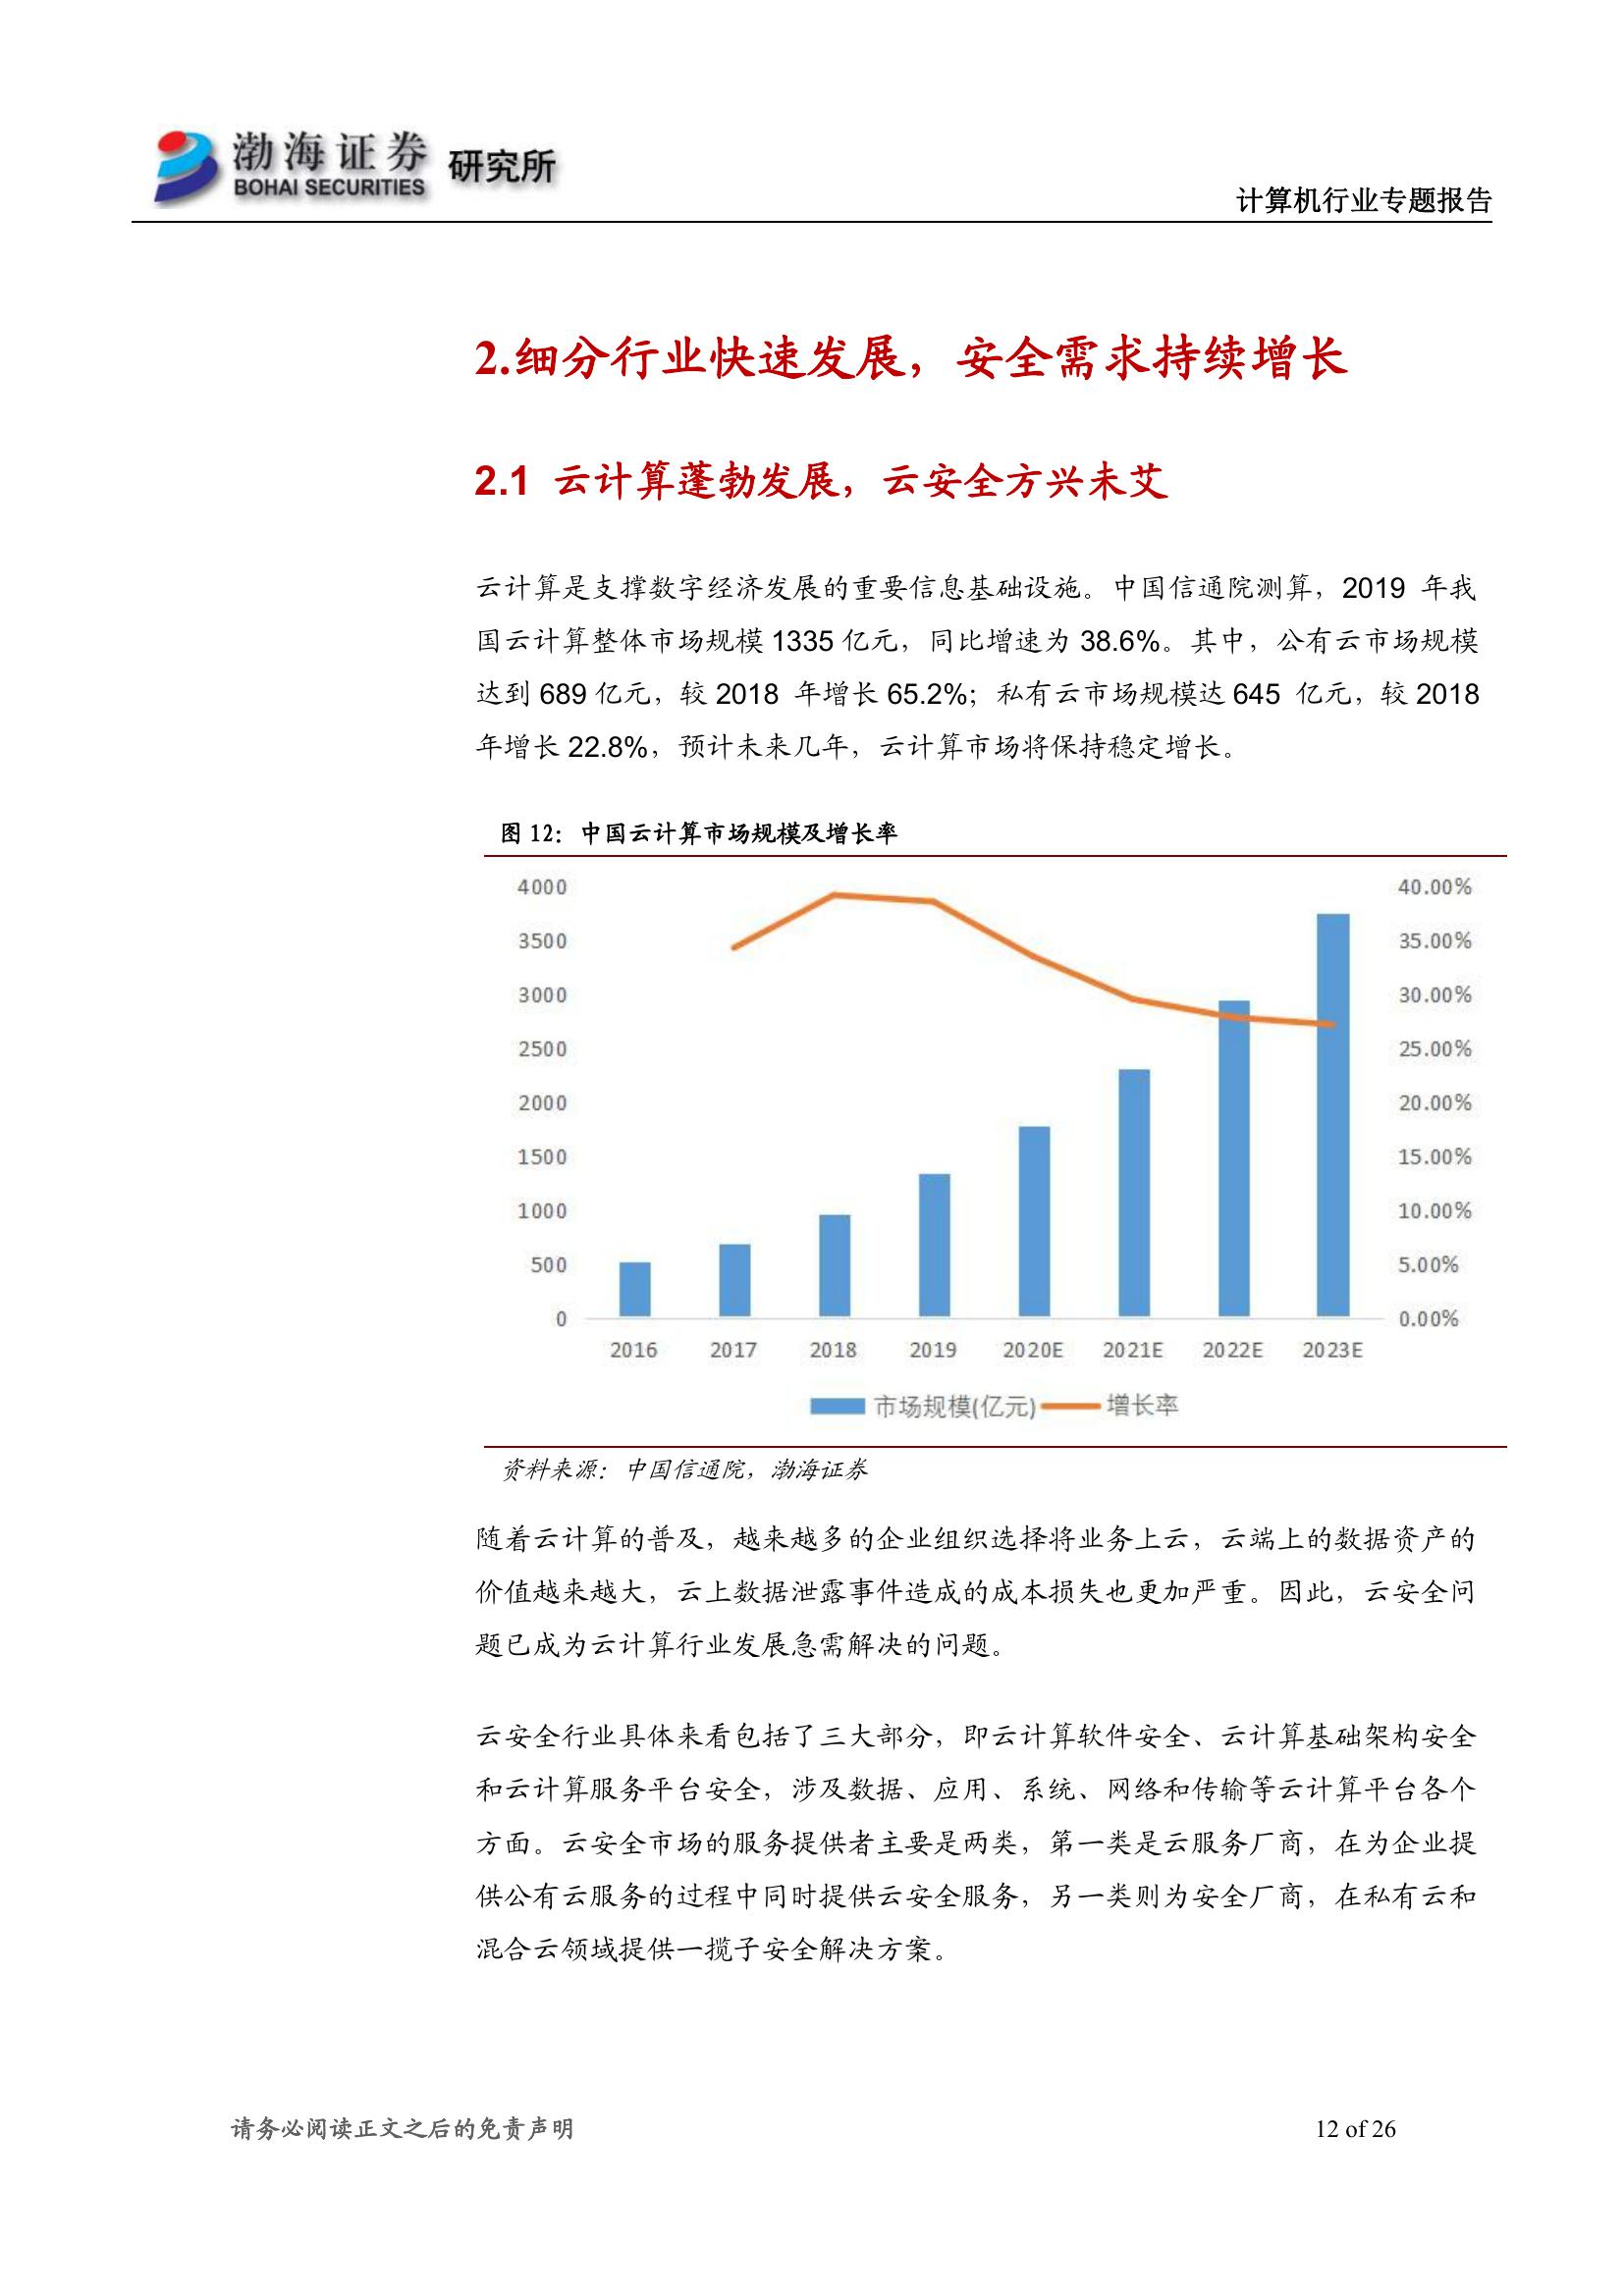 渤海证券 研究所
BOHAI SECURITIES
计算机行业专题报告
2.细分行业快速发展，安全需求持续增长
2.1 云计算蓬勃发展，云安全方兴未艾
云计算是支撑数字经济发展的重要信息基础设施。中国信通院测算，2019 年我
国云计算整体市场规模 1335 亿元，同比增速为 38.6%。其中，公有云市场规模
达到 689 亿元，较 2018 年增长 65.2%；私有云市场规模达 645 亿元，较 2018
年增长 22.8%，预计未来几年，云计算市场将保持稳定增长。
图 12：中国云计算市场规模及增长率
4000 40.00%
3500 35.00%
3000 30.00%
2500 25.00%
2000 20.00%
1500 15.00%
1000 10.00%
500 5.00%
0 0.00%
2016 2017 2018 2019 2020E 2021E 2022E 2023E
市场规模(亿元) 增长率
资料来源：中国信通院，渤海证券
随着云计算的普及，越来越多的企业组织选择将业务上云，云端上的数据资产的
价值越来越大，云上数据泄露事件造成的成本损失也更加严重。因此，云安全问
题已成为云计算行业发展急需解决的问题。
云安全行业具体来看包括了三大部分，即云计算软件安全、云计算基础架构安全
和云计算服务平台安全，涉及数据、应用、系统、网络和传输等云计算平台各个
方面。云安全市场的服务提供者主要是两类，第一类是云服务厂商，在为企业提
供公有云服务的过程中同时提供云安全服务，另一类则为安全厂商，在私有云和
混合云领域提供一揽子安全解决方案。
请务必阅读正文之后的免责声明 12 of 26